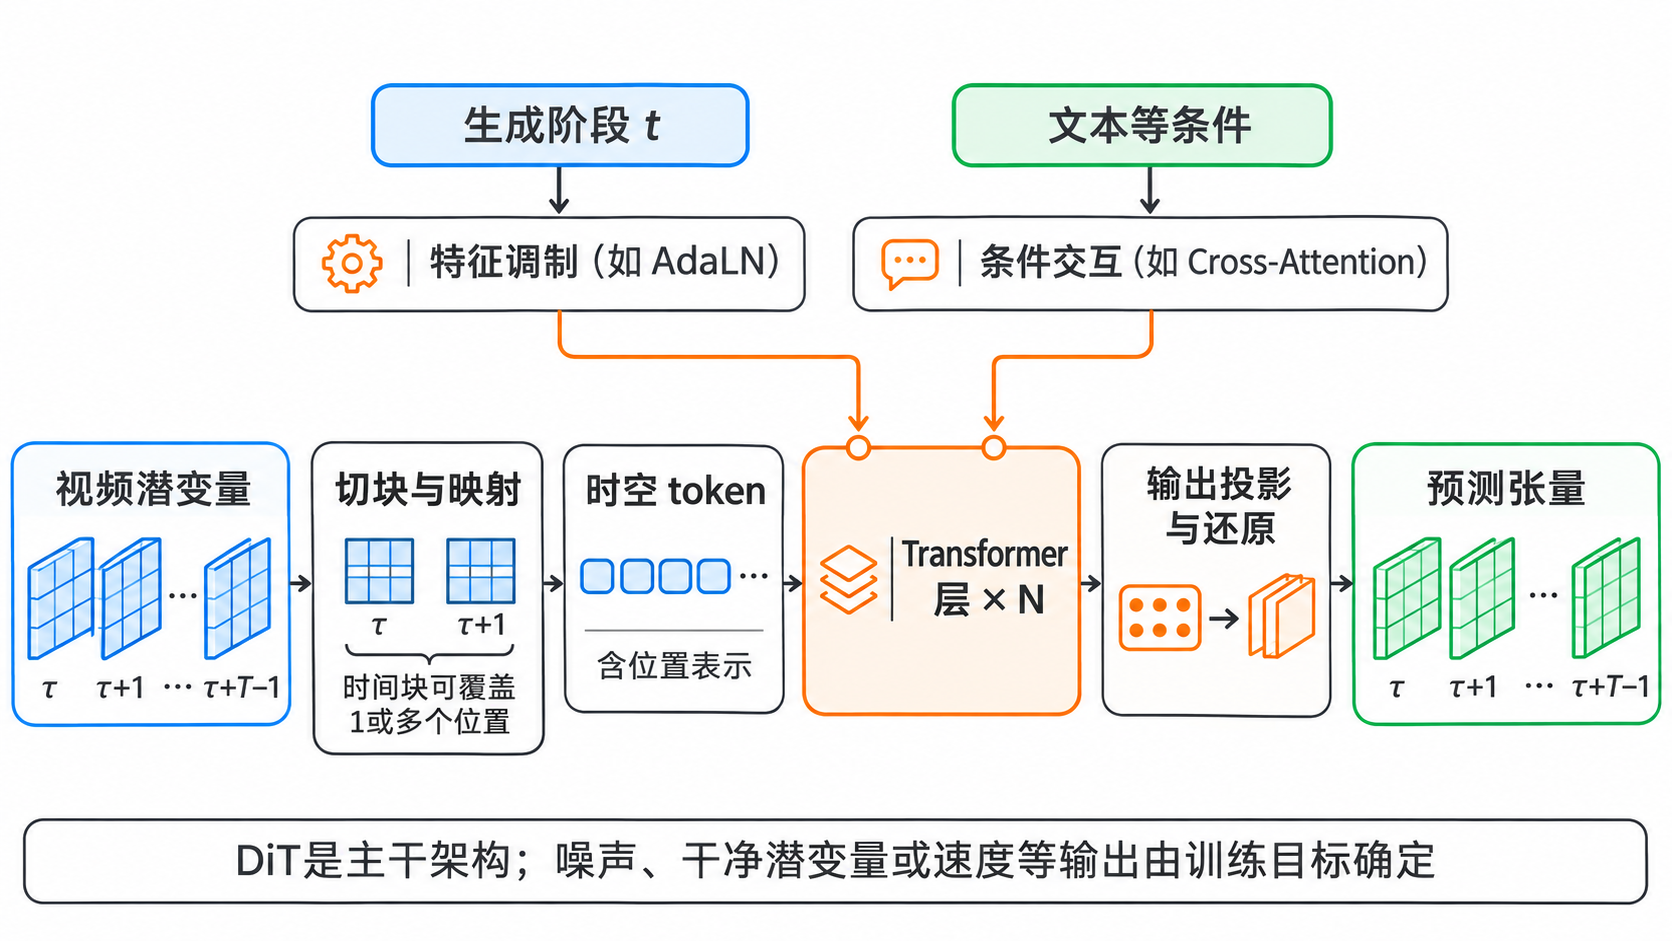 生成阶段 t
文本等条件
特征调制（如 AdaLN）
条件交互（如 Cross-Attention）
视频潜变量
τ τ+1 ··· τ+T−1
切块与映射
τ τ+1
时间块可覆盖
1或多个位置
时空 token
···
含位置表示
Transformer
层 × N
输出投影
与还原
预测张量
τ τ+1 ··· τ+T−1
DiT是主干架构；噪声、干净潜变量或速度等输出由训练目标确定